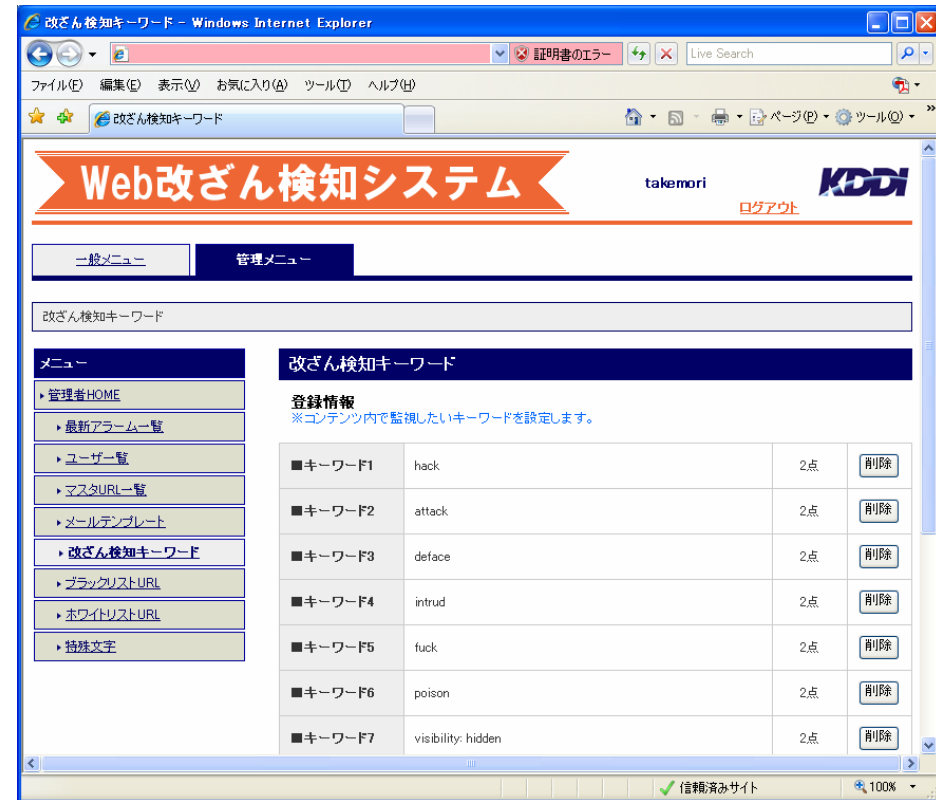 改ざん検知キーワード - Windows Internet Explorer
証明書のエラー Live Search
ファイル(F) 編集(E) 表示(V) お気に入り(A) ツール(T) ヘルプ(H)
改ざん検知キーワード ページ(P) ツール(O) »
Web改ざん検知システム takemori KDDI
ログアウト
一般メニュー 管理メニュー
改ざん検知キーワード
メニュー
▸管理者HOME
▸最新アラーム一覧
▸ユーザ一覧
▸マスタURL一覧
▸メールテンプレート
▸改ざん検知キーワード
▸ブラックリストURL
▸ホワイトリストURL
▸特殊文字
改ざん検知キーワード
登録情報
※コンテンツ内で監視したいキーワードを設定します。
■キーワード1 hack 2点 削除
■キーワード2 attack 2点 削除
■キーワード3 deface 2点 削除
■キーワード4 intrud 2点 削除
■キーワード5 fuck 2点 削除
■キーワード6 poison 2点 削除
■キーワード7 visibility: hidden 2点 削除
信頼済みサイト 100%